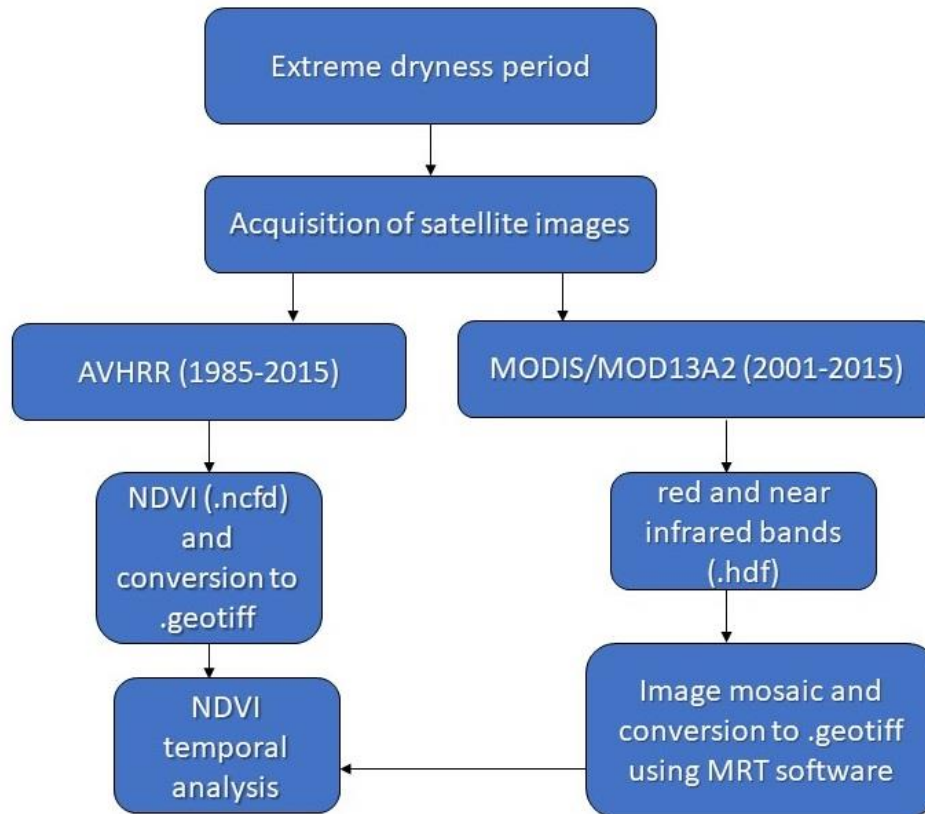 Extreme dryness period
Acquisition of satellite images
AVHRR (1985-2015)
MODIS/MOD13A2 (2001-2015)
NDVI (.ncfd)
and
conversion to
.geotiff
red and near
infrared bands
(.hdf)
NDVI
temporal
analysis
Image mosaic and
conversion to .geotiff
using MRT software